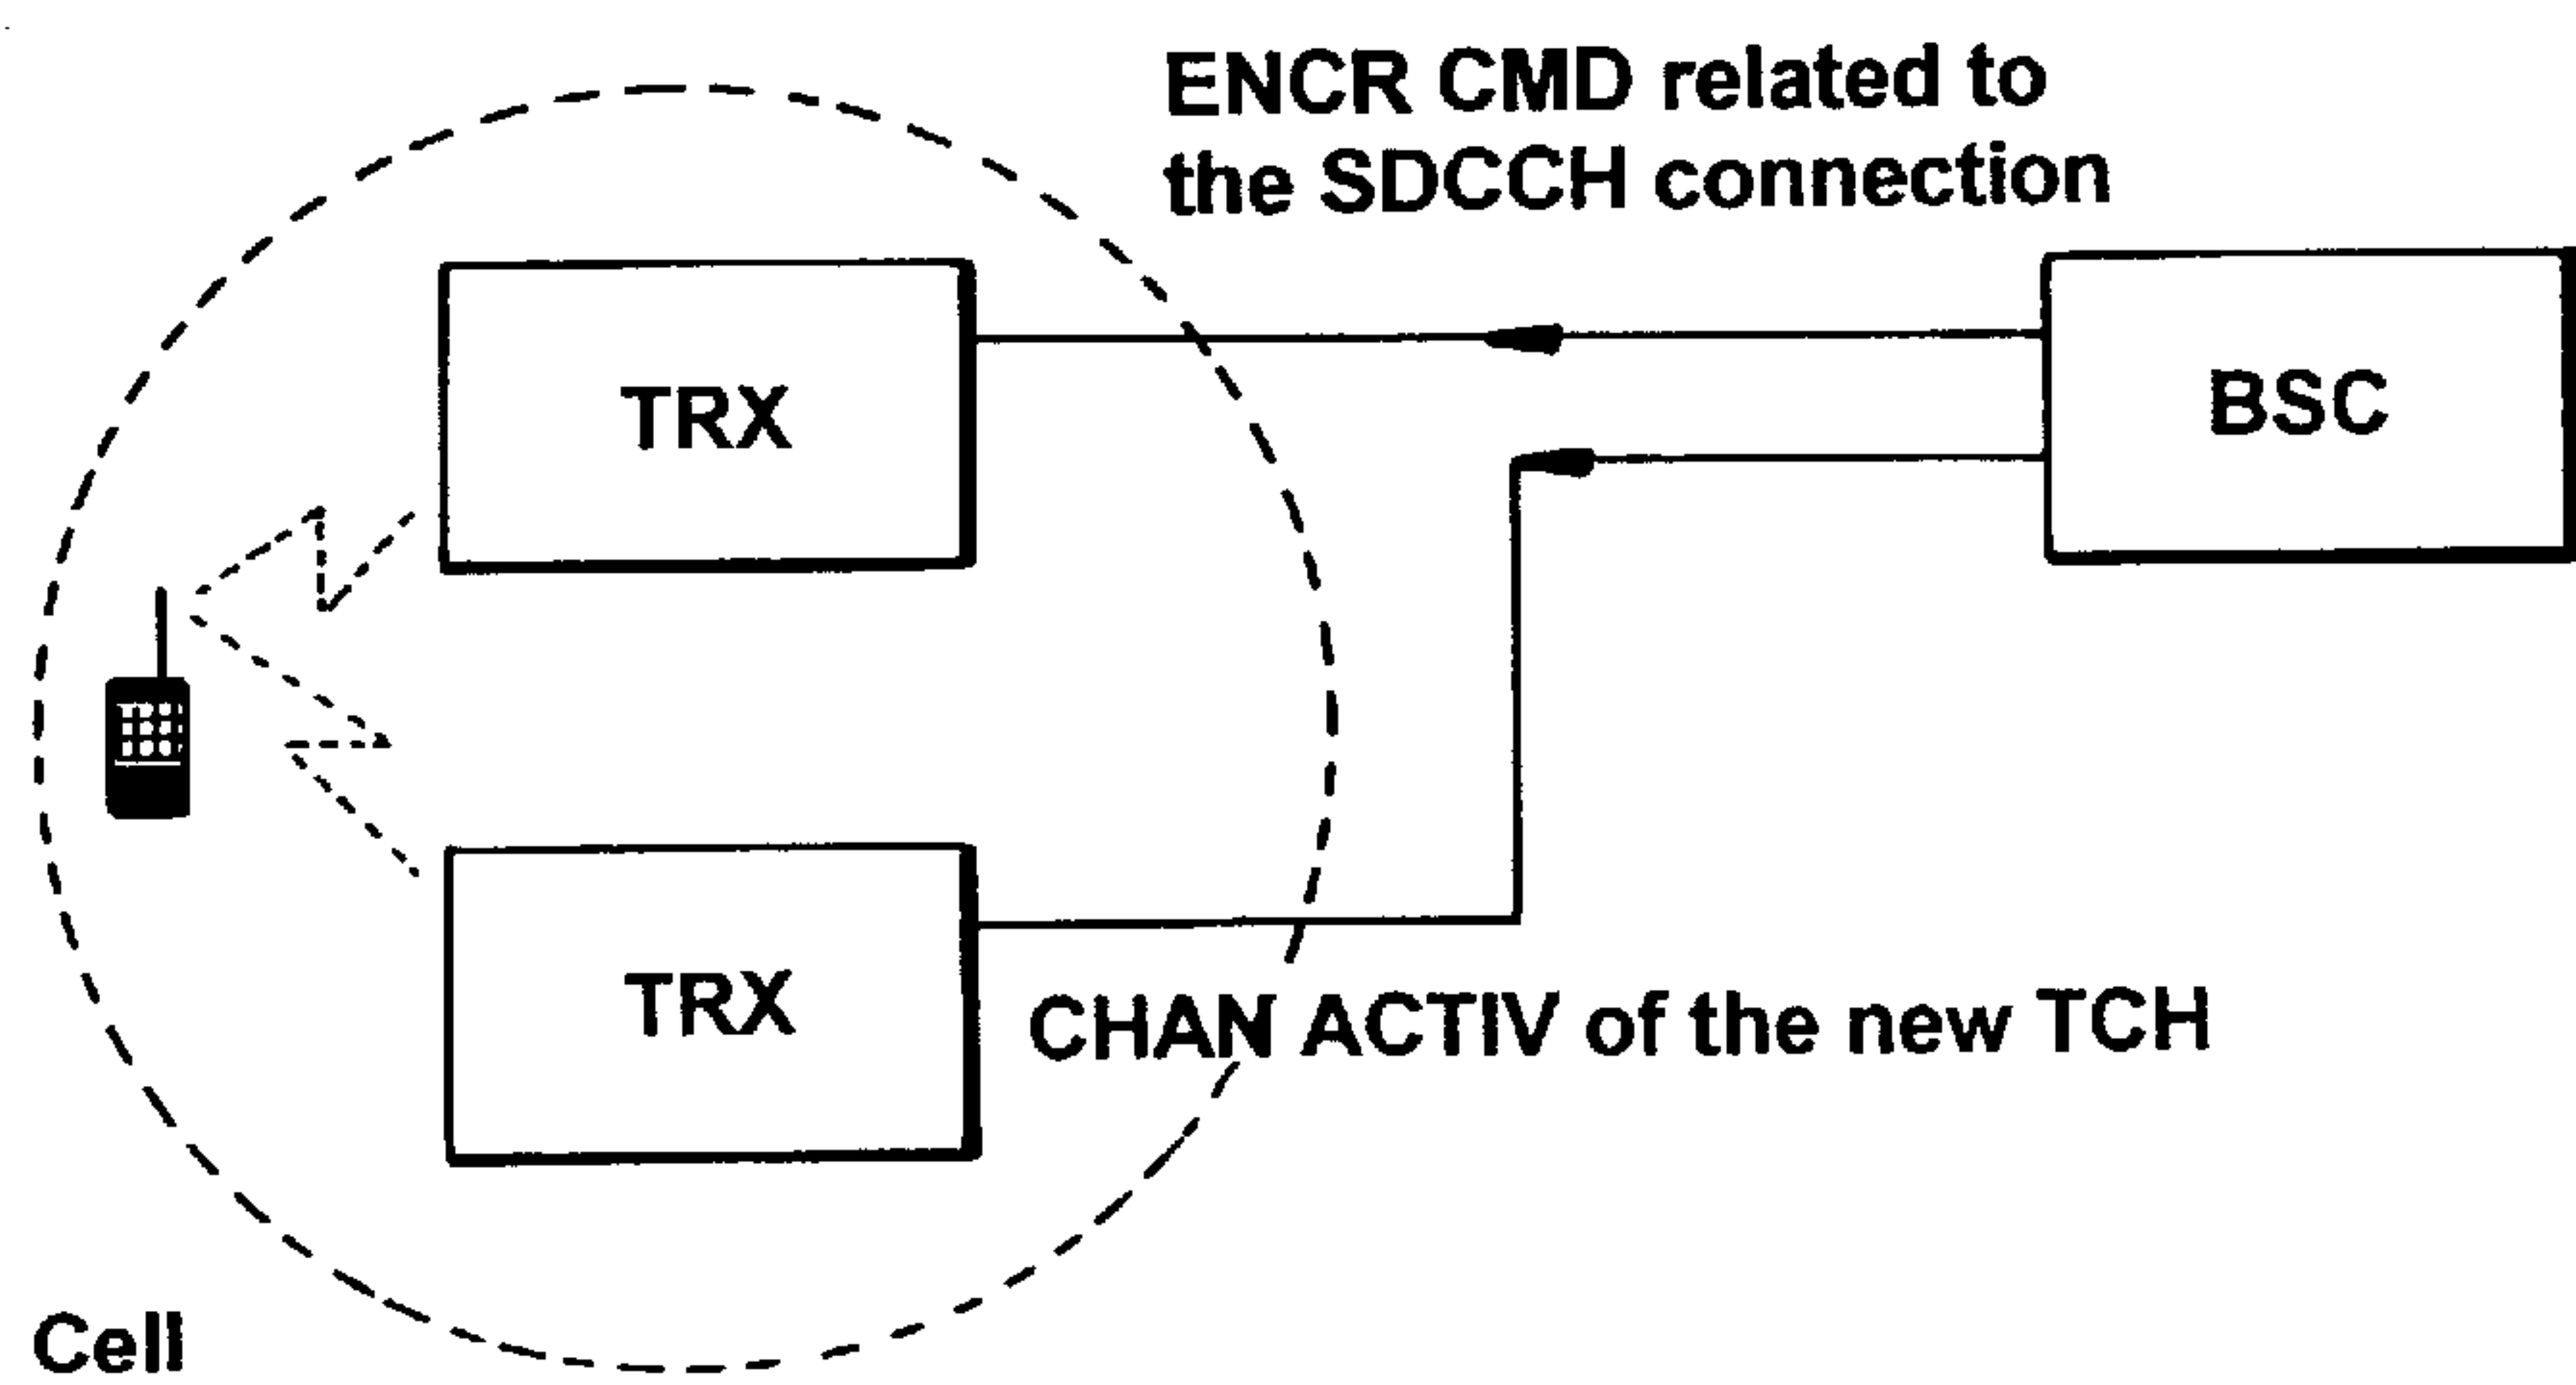 ENCR CMD related to
the SDCCH connection
TRX
BSC
TRX
CHAN ACTIV of the new TCH
Cell